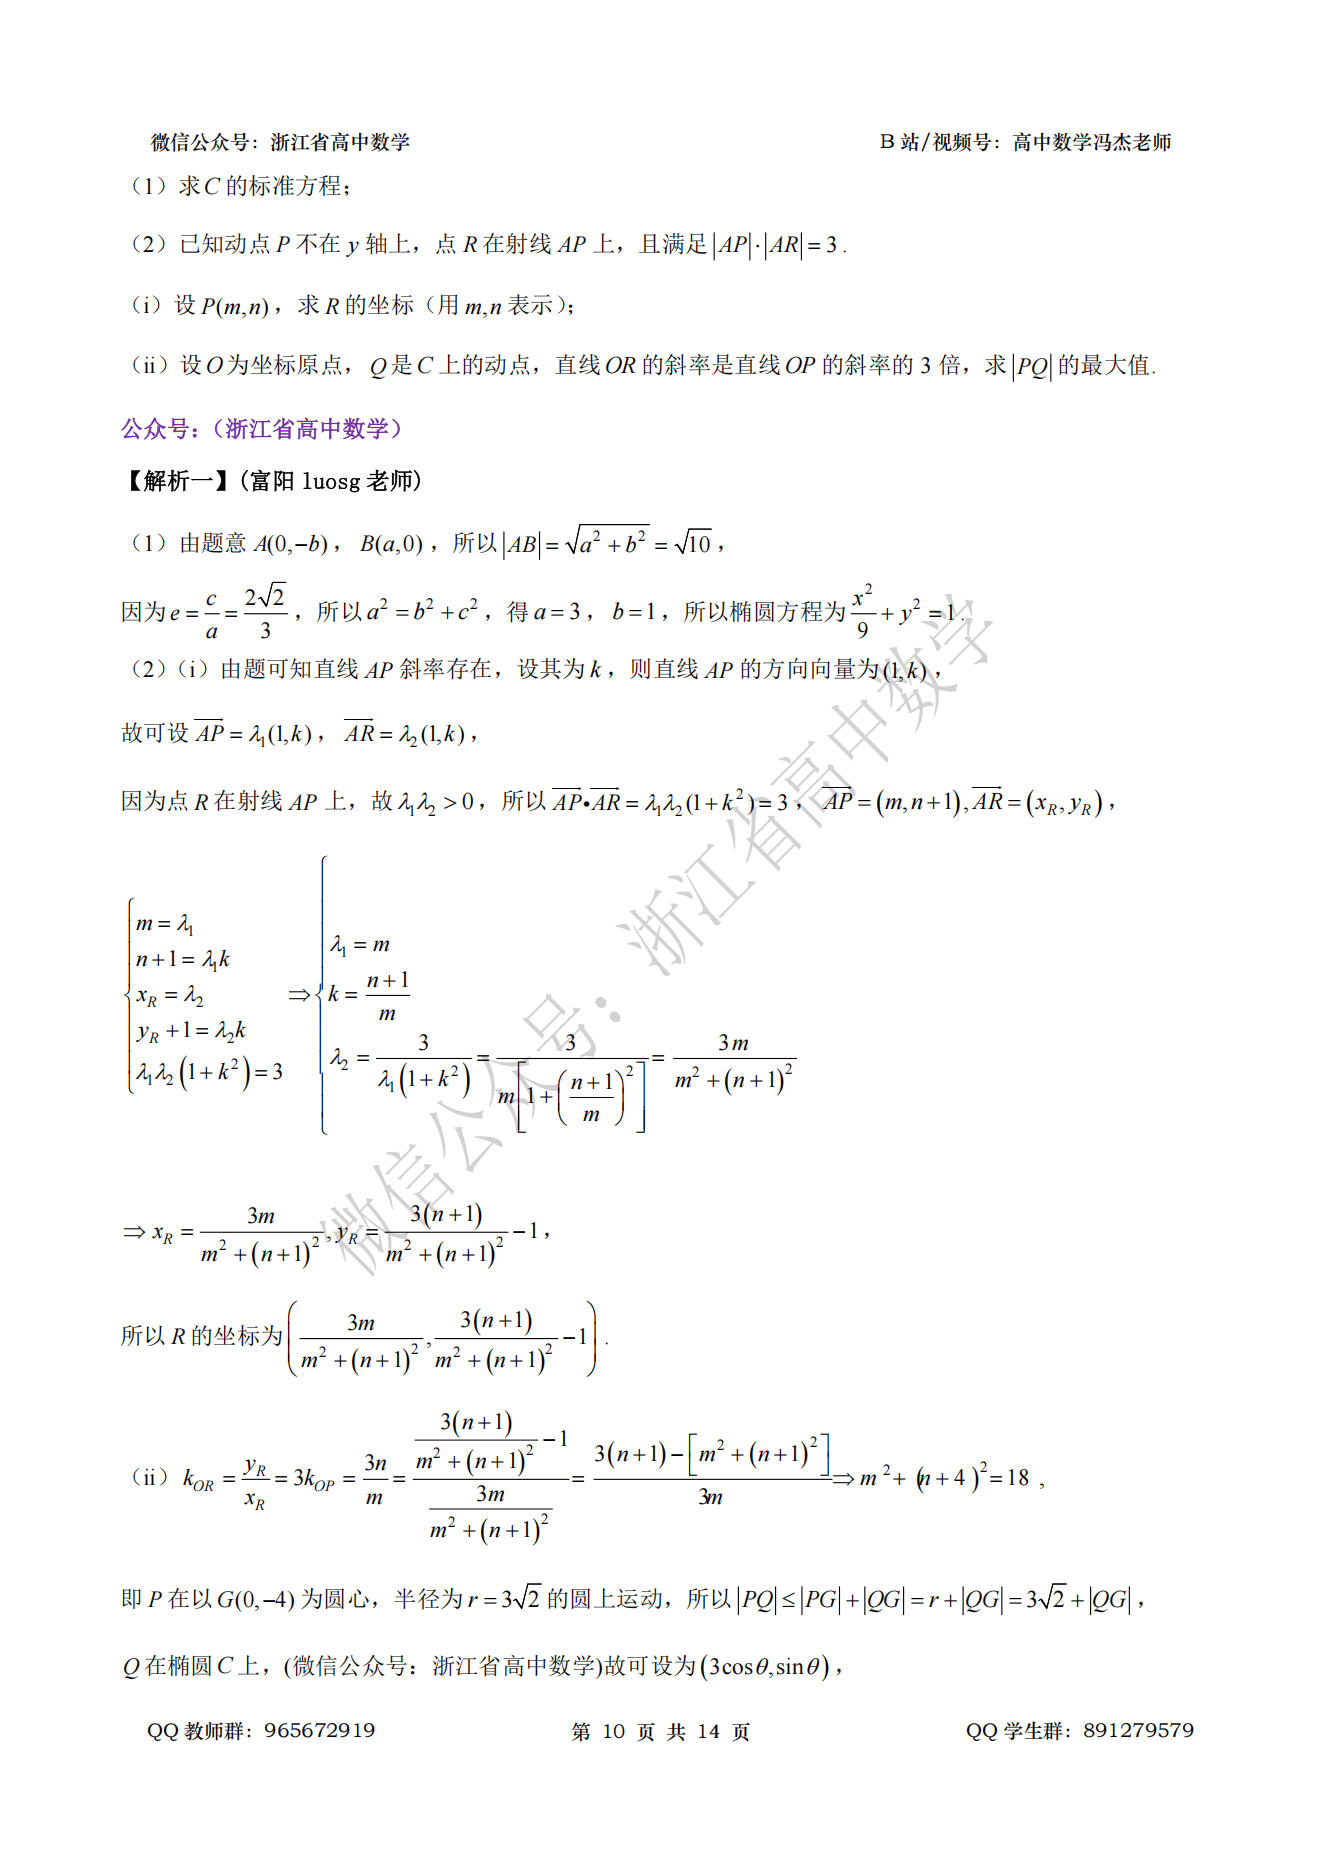 微信公众号：浙江省高中数学 B 站/视频号：高中数学冯杰老师
（1）求 C 的标准方程；
（2）已知动点 P 不在 y 轴上，点 R 在射线 AP 上，且满足 |AP|·|AR| = 3 .
（i）设 P(m,n)，求 R 的坐标（用 m,n 表示）；
（ii）设 O 为坐标原点，Q 是 C 上的动点，直线 OR 的斜率是直线 OP 的斜率的 3 倍，求 |PQ| 的最大值.
公众号：（浙江省高中数学）
【解析一】(富阳 luosg 老师)
（1）由题意 A(0,−b)，B(a,0)，所以 |AB| = √(a² + b²) = √10，
因为 e = c/a = 2√2/3，所以 a² = b² + c²，得 a = 3，b = 1，所以椭圆方程为 x²/9 + y² = 1.
（2）（i）由题可知直线 AP 斜率存在，设其为 k，则直线 AP 的方向向量为 (1,k)，
故可设 \overrightarrow{AP} = λ₁(1,k)，\overrightarrow{AR} = λ₂(1,k)，
因为点 R 在射线 AP 上，故 λ₁λ₂ > 0，所以 \overrightarrow{AP}•\overrightarrow{AR} = λ₁λ₂(1 + k²) = 3，\overrightarrow{AP} = (m, n + 1), \overrightarrow{AR} = (x_R, y_R)，
{ m = λ₁
n + 1 = λ₁k
x_R = λ₂
y_R + 1 = λ₂k
λ₁λ₂(1 + k²) = 3
⇒ { λ₁ = m
k = (n + 1)/m
λ₂ = 3/(λ₁(1 + k²)) = 3/(m[1 + ((n + 1)/m)²]) = 3m/(m² + (n + 1)²)
⇒ x_R = 3m/(m² + (n + 1)²), y_R = 3(n + 1)/(m² + (n + 1)²) − 1，
所以 R 的坐标为 (3m/(m² + (n + 1)²), 3(n + 1)/(m² + (n + 1)²) − 1) .
（ii）k_OR = y_R/x_R = 3k_OP = 3n/m = (3(n + 1)/(m² + (n + 1)²) − 1)/(3m/(m² + (n + 1)²)) = (3(n + 1) − [m² + (n + 1)²])/3m ⇒ m² + (n + 4)² = 18 ，
即 P 在以 G(0,−4) 为圆心，半径为 r = 3√2 的圆上运动，所以 |PQ| ≤ |PG| + |QG| = r + |QG| = 3√2 + |QG|，
Q 在椭圆 C 上，(微信公众号：浙江省高中数学)故可设为 (3cosθ, sinθ)，
微信公众号：浙江省高中数学
QQ 教师群：965672919 第 10 页 共 14 页 QQ 学生群：891279579